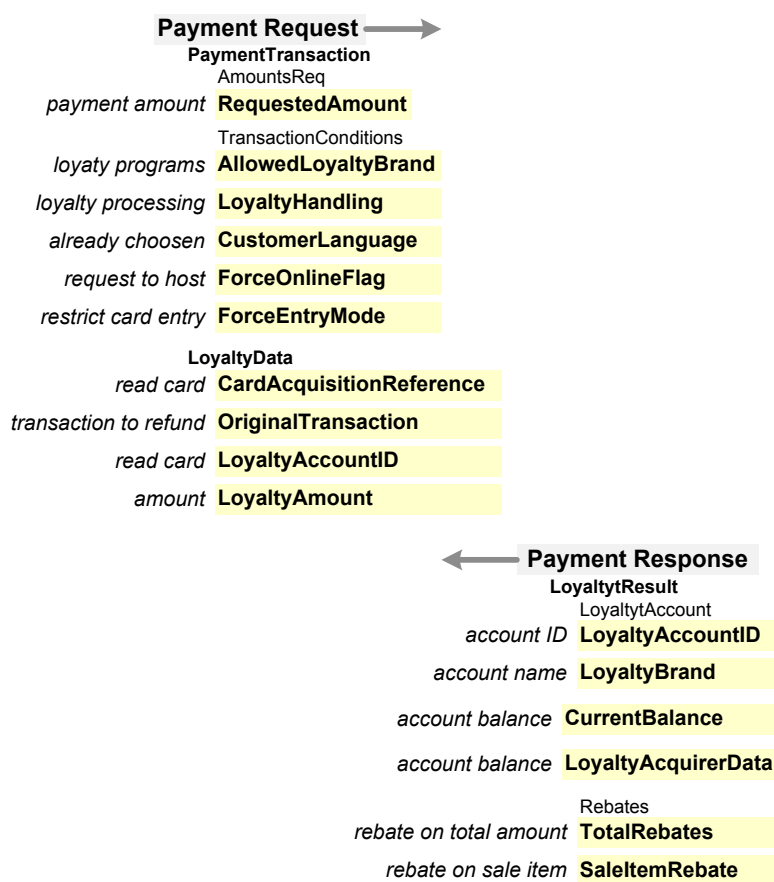 Payment Request
PaymentTransaction
AmountsReq
payment amount RequestedAmount
TransactionConditions
loyaty programs AllowedLoyaltyBrand
loyalty processing LoyaltyHandling
already choosen CustomerLanguage
request to host ForceOnlineFlag
restrict card entry ForceEntryMode
LoyaltyData
read card CardAcquisitionReference
transaction to refund OriginalTransaction
read card LoyaltyAccountID
amount LoyaltyAmount
Payment Response
LoyaltytResult
LoyaltytAccount
account ID LoyaltyAccountID
account name LoyaltyBrand
account balance CurrentBalance
account balance LoyaltyAcquirerData
Rebates
rebate on total amount TotalRebates
rebate on sale item SaleItemRebate